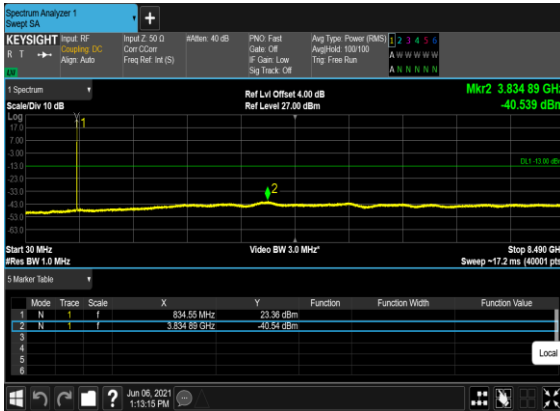 Spectrum Analyzer 1
Swept SA
+
KEYSIGHT Input: RF Input Z: 50 Ω #Atten: 40 dB PNO: Fast Avg Type: Power (RMS) 1 2 3 4 5 6
R T Coupling: DC Corr CCorr Gate: Off Avg|Hold: 100/100 A W W W W W
Align: Auto Freq Ref: Int (S) IF Gain: Low Trig: Free Run
Sig Track: Off A N N N N N
1 Spectrum
Scale/Div 10 dB
Ref Lvl Offset 4.00 dB
Ref Level 27.00 dBm
Mkr2 3.834 89 GHz
-40.539 dBm
Log
17.0
7.00
-3.00
-13.0
-23.0
-33.0
-43.0
-53.0
-63.0
1
2
DL1 -13.00 dBm
Start 30 MHz Video BW 3.0 MHz* Stop 8.490 GH
#Res BW 1.0 MHz Sweep ~17.2 ms (40001 pts
5 Marker Table
Mode Trace Scale X Y Function Function Width Function Value
1 N 1 f 834.55 MHz 23.36 dBm
2 N 1 f 3.834 89 GHz -40.54 dBm
3
4
5
6
Local
? Jun 06, 2021
1:13:15 PM